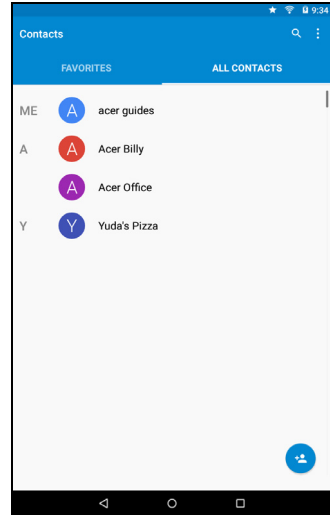 9:34
Contacts
FAVORITES ALL CONTACTS
ME A acer guides
A A Acer Billy
A Acer Office
Y Y Yuda's Pizza